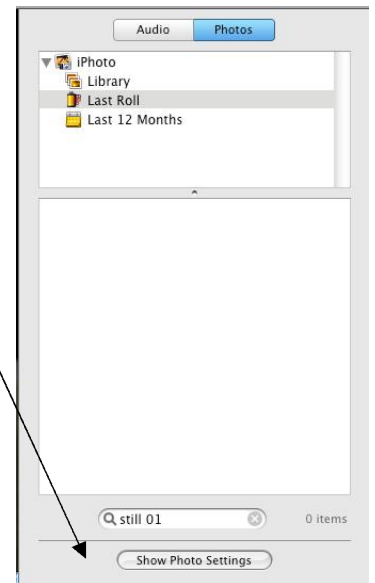 Audio Photos
iPhoto
Library
Last Roll
Last 12 Months
still 01 0 items
Show Photo Settings